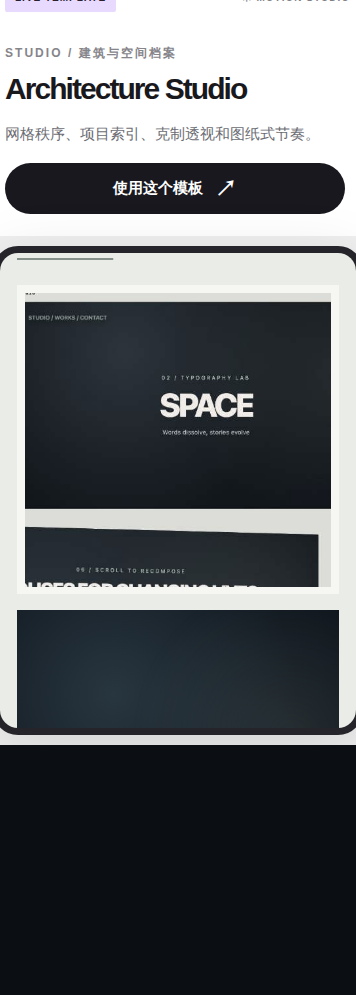 STUDIO / 建筑与空间档案
Architecture Studio
网格秩序、项目索引、克制透视和图纸式节奏。
使用这个模板 ↗
STUDIO / WORKS / CONTACT
02 / TYPOGRAPHY LAB
SPACE
Words dissolve, stories evolve
06 / SCROLL TO RECOMPOSE